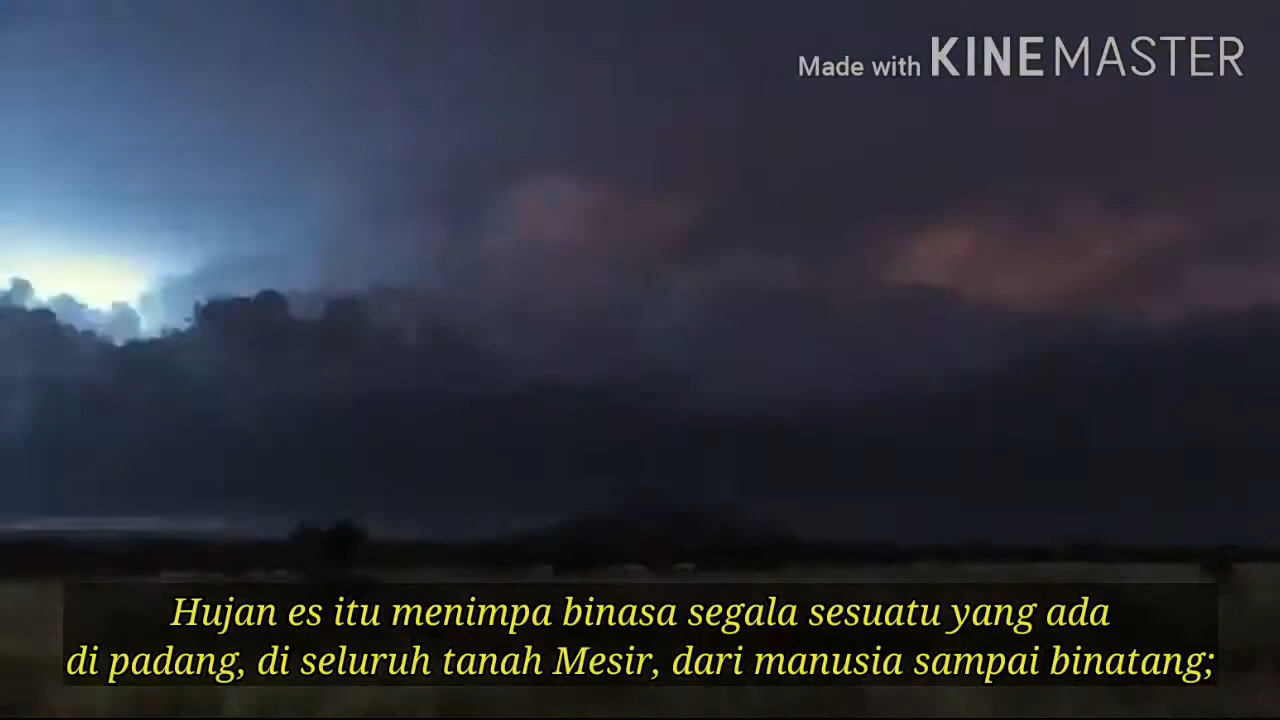 Made with KINEMASTER
Hujan es itu menimpa binasa segala sesuatu yang ada
di padang, di seluruh tanah Mesir, dari manusia sampai binatang;